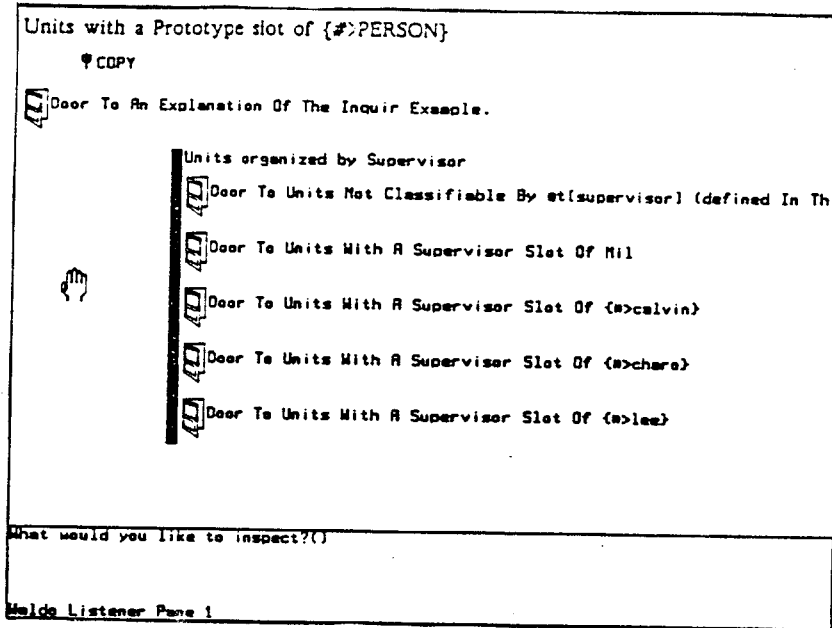 Units with a Prototype slot of {#>PERSON}
COPY
Door To An Explanation Of The Inquir Example.
Units organized by Supervisor
Door To Units Not Classifiable By et[supervisor] (defined In Th
Door To Units With A Supervisor Slot Of Nil
Door To Units With A Supervisor Slot Of {#>calvin}
Door To Units With A Supervisor Slot Of {#>charo}
Door To Units With A Supervisor Slot Of {#>lee}
What would you like to inspect?()
Waldo Listener Pane 1